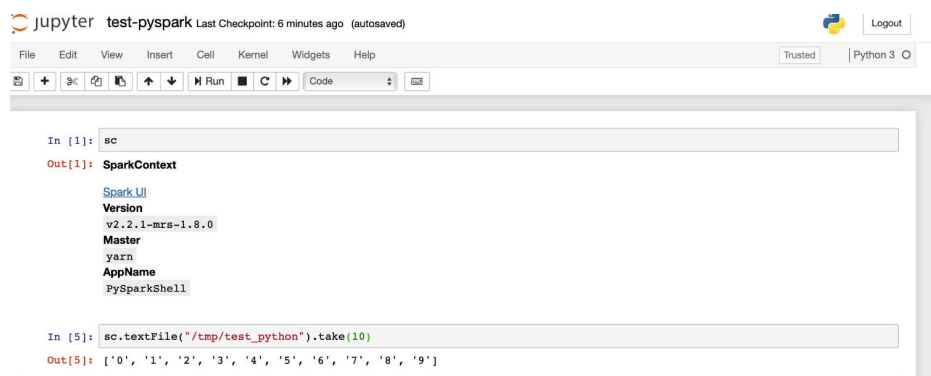 jupyter test-pyspark Last Checkpoint: 6 minutes ago (autosaved)
Logout
File Edit View Insert Cell Kernel Widgets Help
Trusted Python 3
Run Code
In [1]: sc
Out[1]: SparkContext
Spark UI
Version
v2.2.1-mrs-1.8.0
Master
yarn
AppName
PySparkShell
In [5]: sc.textFile("/tmp/test_python").take(10)
Out[5]: ['0', '1', '2', '3', '4', '5', '6', '7', '8', '9']